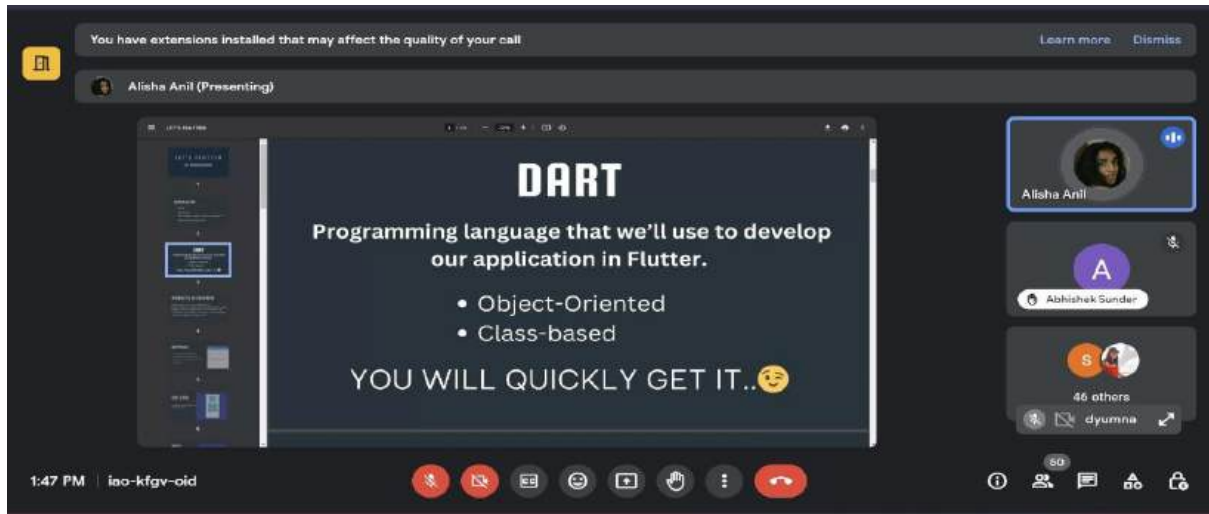 You have extensions installed that may affect the quality of your call
Learn more Dismiss
Alisha Anil (Presenting)
DART
Programming language that we'll use to develop
our application in Flutter.
• Object-Oriented
• Class-based
YOU WILL QUICKLY GET IT..😉
Alisha Anil
A
Abhishek Sunder
S
46 others
dyumna
1:47 PM | iao-kfgv-oid
CC
50